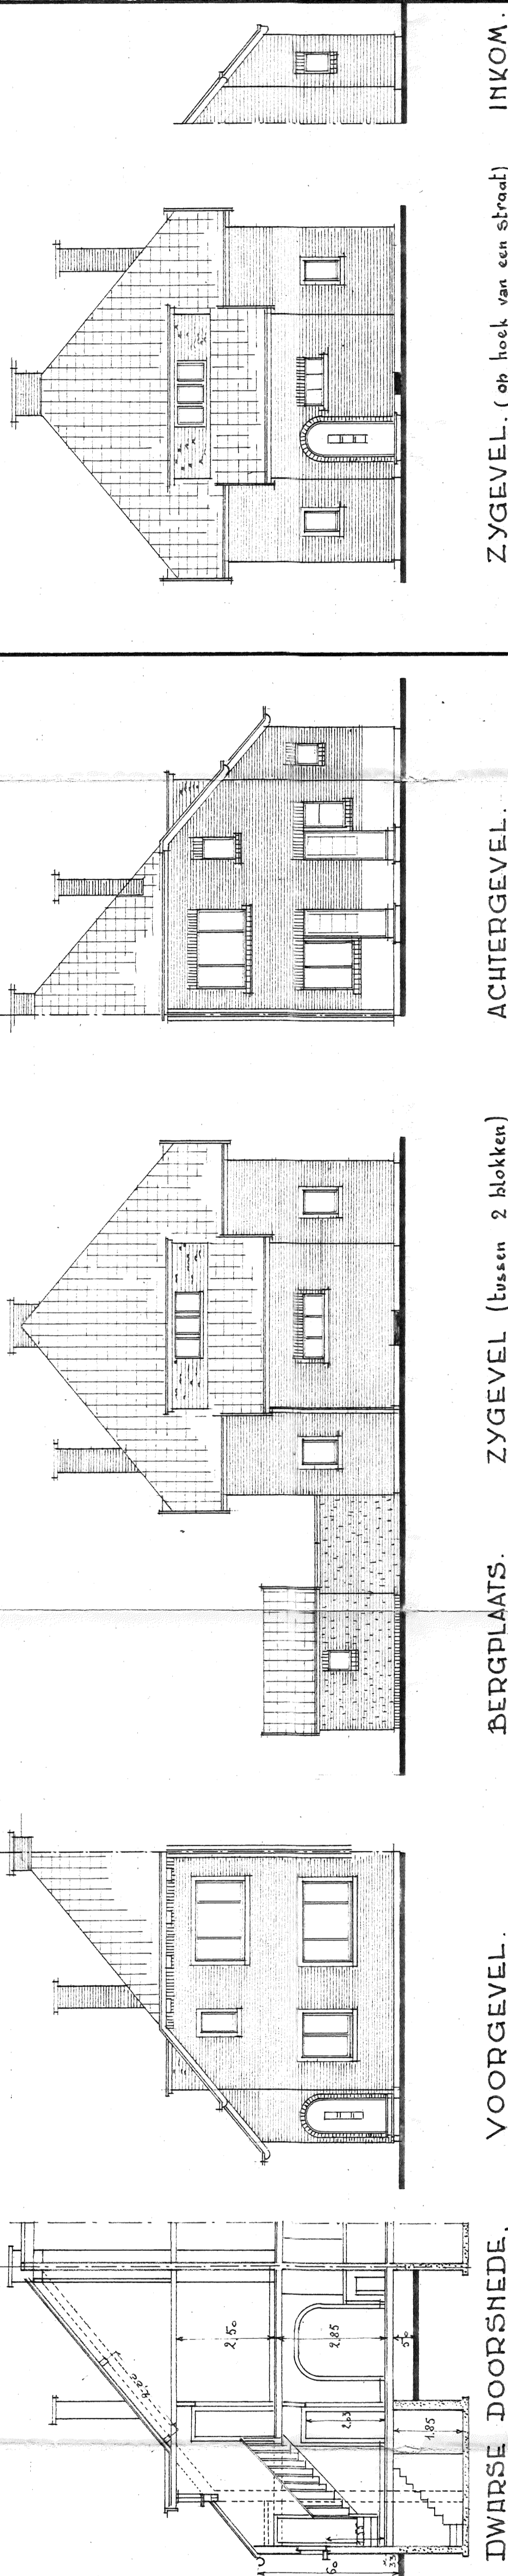 DWARSE DOORSNEDE.
VOORGEVEL.
BERGPLAATS.
ZYGEVEL (tussen 2 blokken)
ACHTERGEVEL.
ZYGEVEL. (op hoek van een straat)
INKOM.
2,50
2.85
2.03
1.85